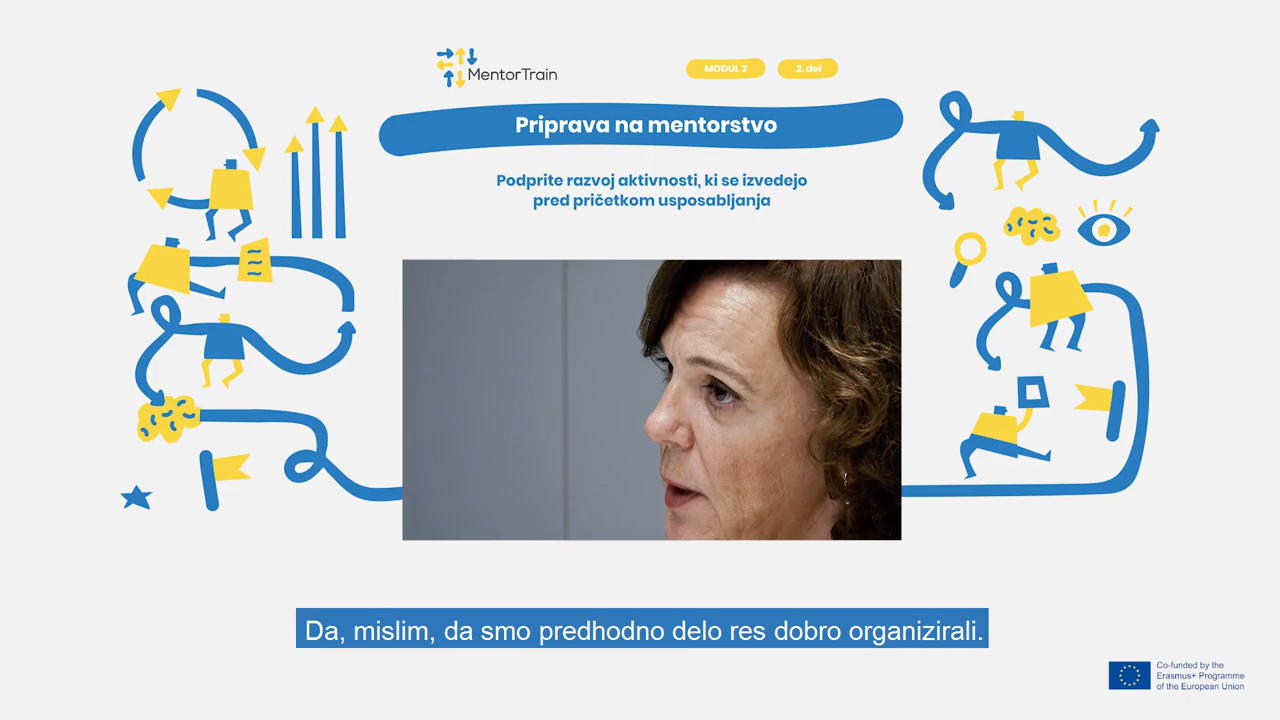 MentorTrain
MODUL 2
2. del
Priprava na mentorstvo
Podprite razvoj aktivnosti, ki se izvedejo
pred pričetkom usposabljanja
Da, mislim, da smo predhodno delo res dobro organizirali.
Co-funded by the
Erasmus+ Programme
of the European Union